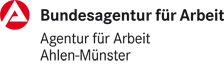 Bundesagentur für Arbeit
Agentur für Arbeit
Ahlen-Münster